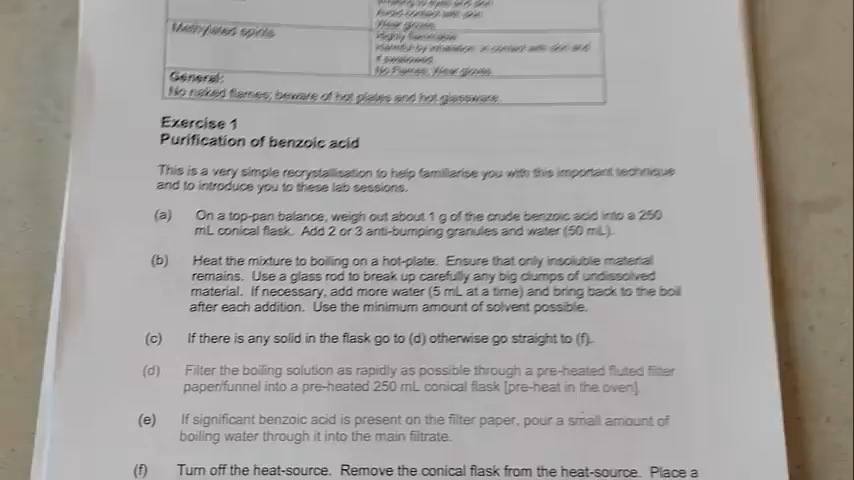 Wear gloves
Methylated spirits
Highly flammable
Harmful by inhalation, in contact with skin and
if swallowed
No Flames, Wear gloves
General:
No naked flames; beware of hot plates and hot glassware.
Exercise 1
Purification of benzoic acid
This is a very simple recrystallisation to help familiarise you with this important technique
and to introduce you to these lab sessions.
(a) On a top-pan balance, weigh out about 1 g of the crude benzoic acid into a 250
mL conical flask. Add 2 or 3 anti-bumping granules and water (50 mL).
(b) Heat the mixture to boiling on a hot-plate. Ensure that only insoluble material
remains. Use a glass rod to break up carefully any big clumps of undissolved
material. If necessary, add more water (5 mL at a time) and bring back to the boil
after each addition. Use the minimum amount of solvent possible.
(c) If there is any solid in the flask go to (d) otherwise go straight to (f).
(d) Filter the boiling solution as rapidly as possible through a pre-heated fluted filter
paper/funnel into a pre-heated 250 mL conical flask [pre-heat in the oven].
(e) If significant benzoic acid is present on the filter paper, pour a small amount of
boiling water through it into the main filtrate.
(f) Turn off the heat-source. Remove the conical flask from the heat-source. Place a